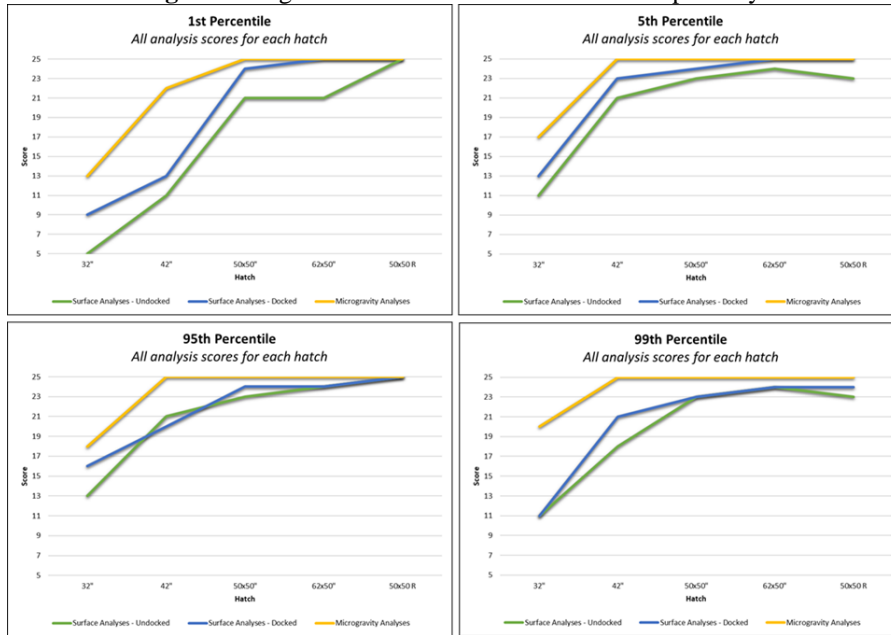 1st Percentile
All analysis scores for each hatch
25
23
21
19
17
15
13
11
9
7
5
Score
32" 42" 50x50" 62x50" 50x50 R
Hatch
Surface Analyses - Undocked Surface Analyses - Docked Microgravity Analyses
5th Percentile
All analysis scores for each hatch
25
23
21
19
17
15
13
11
9
7
5
Score
32" 42" 50x50" 62x50" 50x50 R
Hatch
Surface Analyses - Undocked Surface Analyses - Docked Microgravity Analyses
95th Percentile
All analysis scores for each hatch
25
23
21
19
17
15
13
11
9
7
5
Score
32" 42" 50x50" 62x50" 50x50 R
Hatch
Surface Analyses - Undocked Surface Analyses - Docked Microgravity Analyses
99th Percentile
All analysis scores for each hatch
25
23
21
19
17
15
13
11
9
7
5
Score
32" 42" 50x50" 62x50" 50x50 R
Hatch
Surface Analyses - Undocked Surface Analyses - Docked Microgravity Analyses